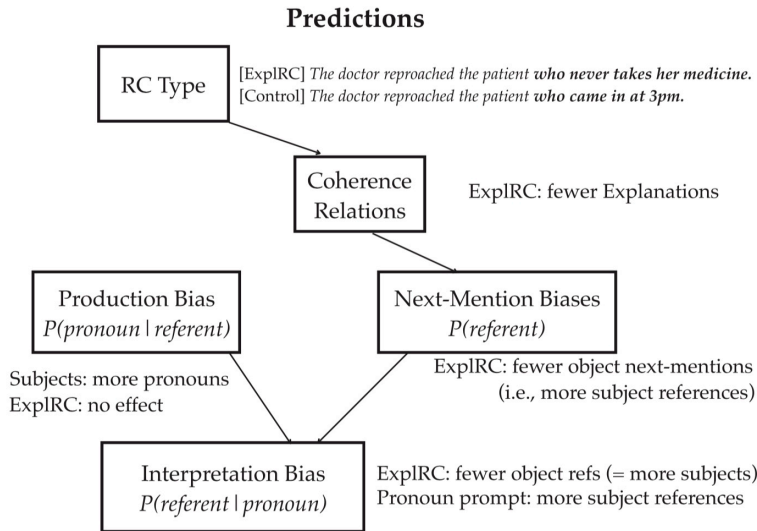 Predictions
RC Type
[ExplRC] The doctor reproached the patient who never takes her medicine.
[Control] The doctor reproached the patient who came in at 3pm.
Coherence
Relations
ExplRC: fewer Explanations
Production Bias
P(pronoun | referent)
Next-Mention Biases
P(referent)
Subjects: more pronouns
ExplRC: no effect
ExplRC: fewer object next-mentions
(i.e., more subject references)
Interpretation Bias
P(referent | pronoun)
ExplRC: fewer object refs (= more subjects)
Pronoun prompt: more subject references